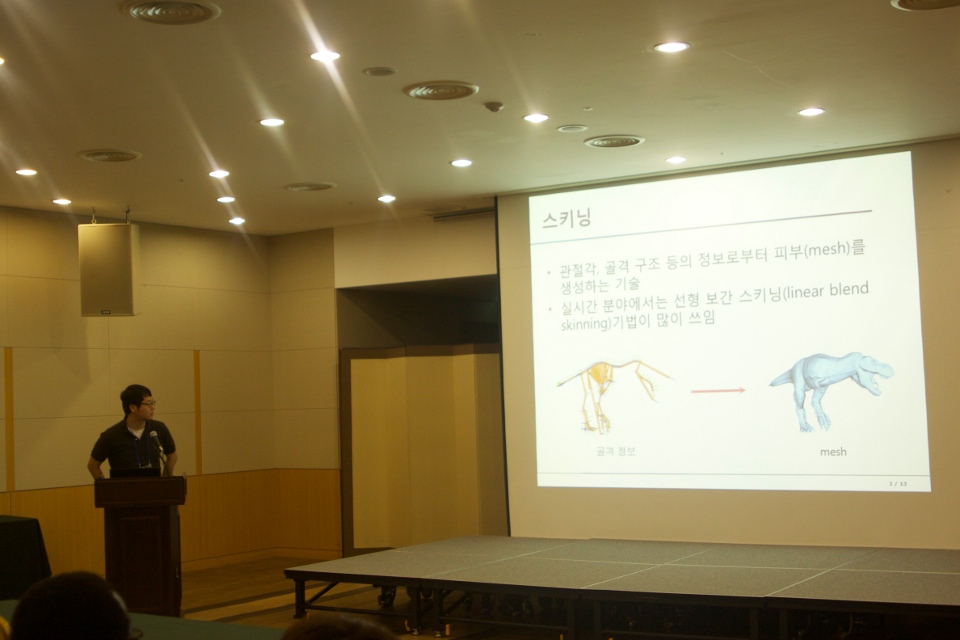 스키닝
• 관절각, 골격 구조 등의 정보로부터 피부(mesh)를
생성하는 기술
• 실시간 분야에서는 선형 보간 스키닝(linear blend
skinning)기법이 많이 쓰임
골격 정보
mesh